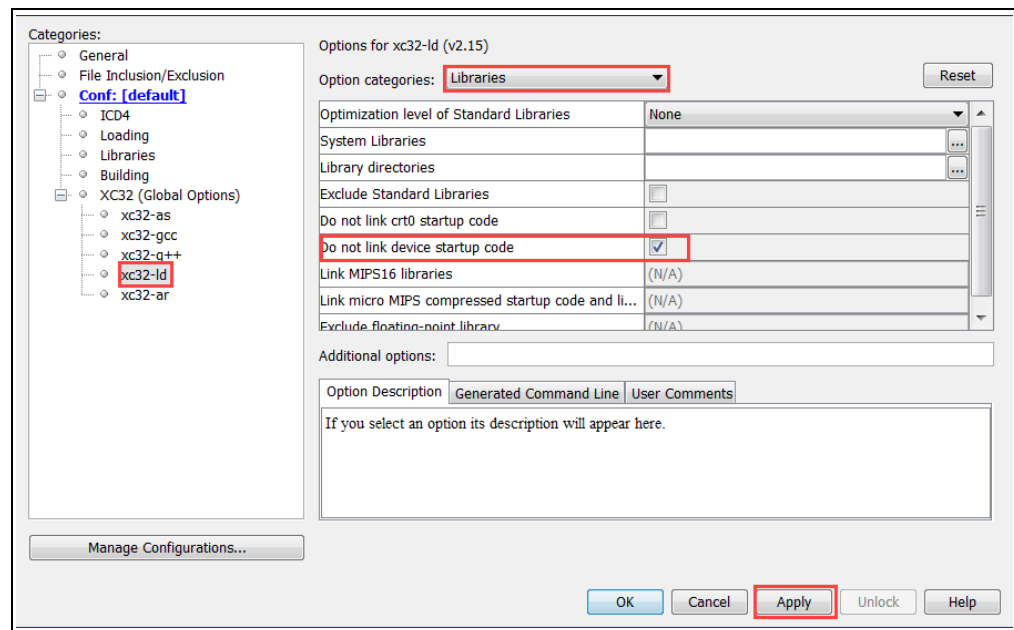 Categories:
General
File Inclusion/Exclusion
Conf: [default]
ICD4
Loading
Libraries
Building
XC32 (Global Options)
xc32-as
xc32-gcc
xc32-g++
xc32-ld
xc32-ar
Manage Configurations...
Options for xc32-ld (v2.15)
Option categories: Libraries Reset
Optimization level of Standard Libraries None
System Libraries ...
Library directories ...
Exclude Standard Libraries
Do not link crt0 startup code
Do not link device startup code
Link MIPS16 libraries (N/A)
Link micro MIPS compressed startup code and li... (N/A)
Exclude floating-point library (N/A)
Additional options:
Option Description Generated Command Line User Comments
If you select an option its description will appear here.
OK Cancel Apply Unlock Help